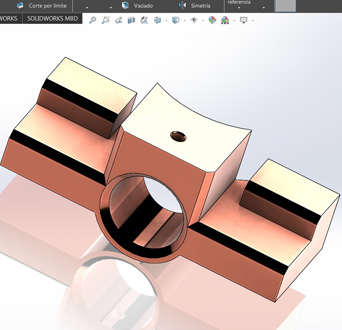 Corte por límite
Vaciado
Simetría
referencia
WORKS
SOLIDWORKS MBD